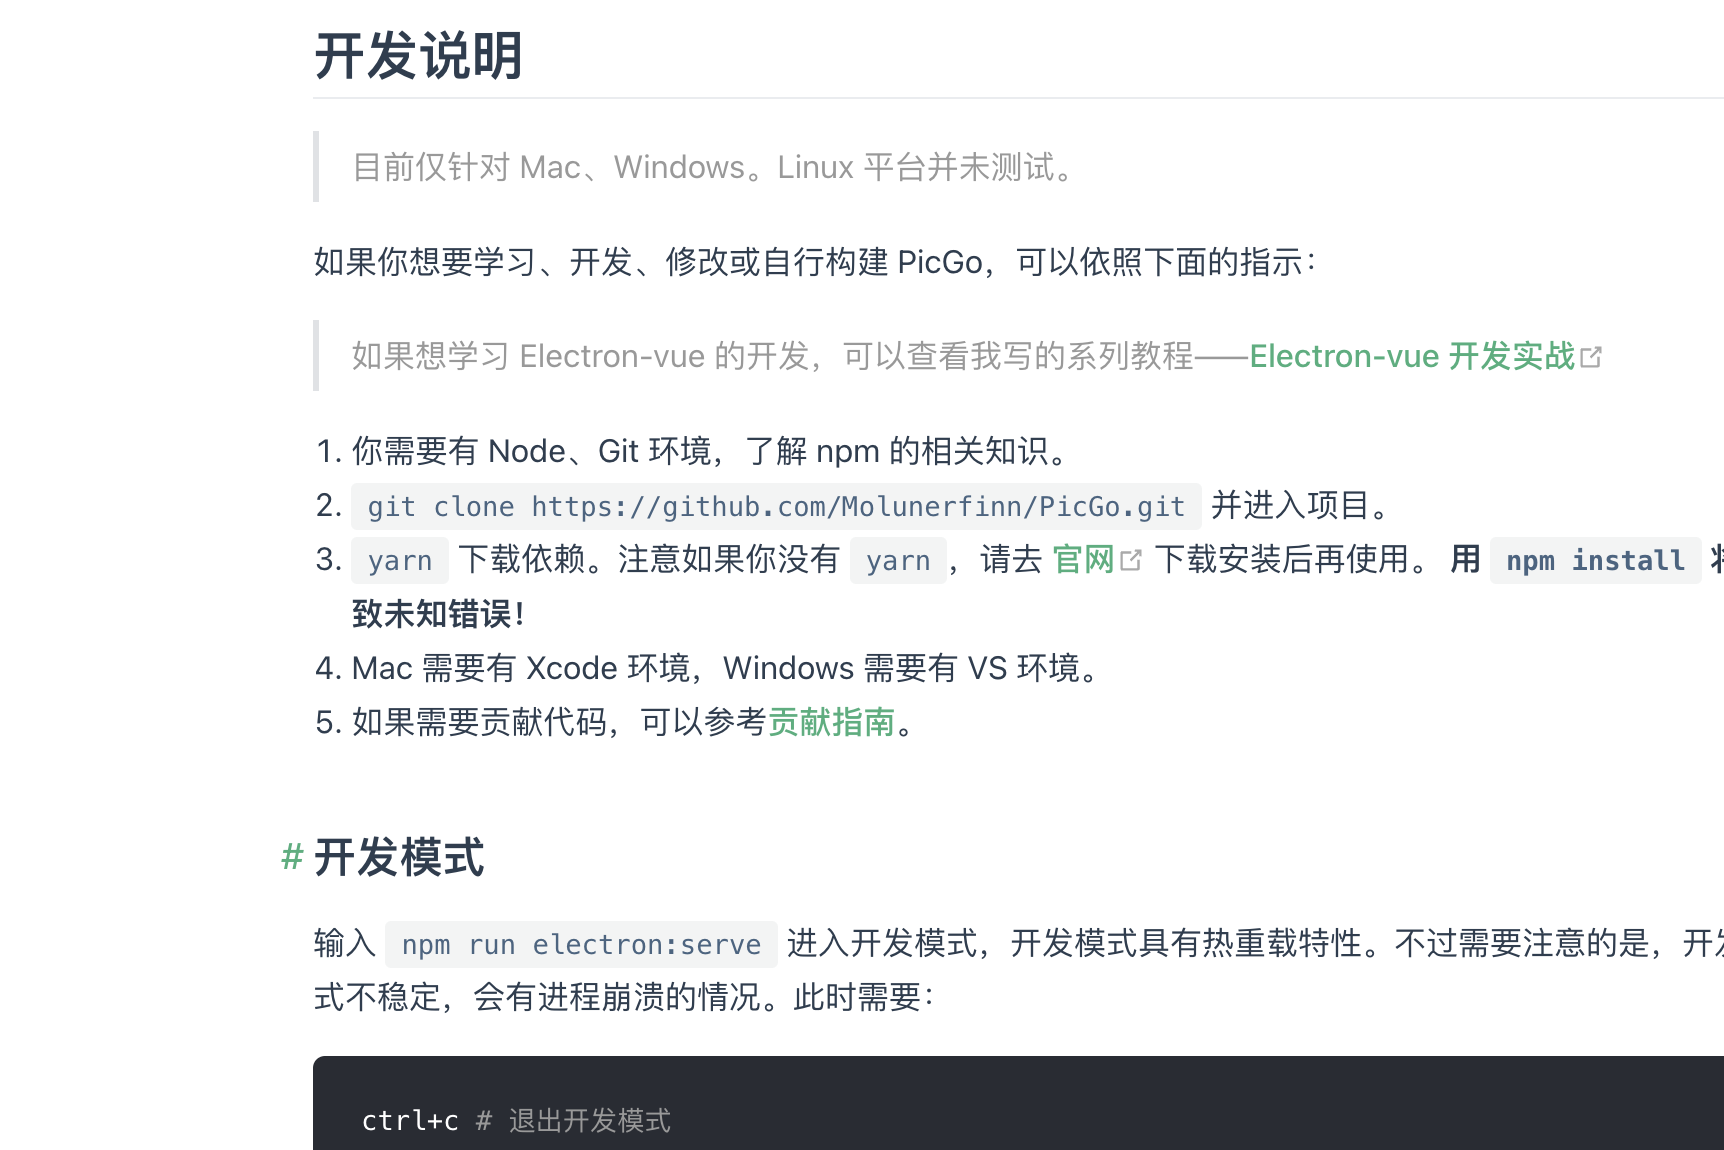 开发说明
目前仅针对 Mac、Windows。Linux 平台并未测试。
如果你想要学习、开发、修改或自行构建 PicGo，可以依照下面的指示：
如果想学习 Electron-vue 的开发，可以查看我写的系列教程——Electron-vue 开发实战
1. 你需要有 Node、Git 环境，了解 npm 的相关知识。
2. git clone https://github.com/Molunerfinn/PicGo.git 并进入项目。
3. yarn 下载依赖。注意如果你没有 yarn ，请去 官网 下载安装后再使用。 用 npm install
致未知错误！
4. Mac 需要有 Xcode 环境，Windows 需要有 VS 环境。
5. 如果需要贡献代码，可以参考贡献指南。
# 开发模式
输入 npm run electron:serve 进入开发模式，开发模式具有热重载特性。不过需要注意的是，开
式不稳定，会有进程崩溃的情况。此时需要：
ctrl+c # 退出开发模式